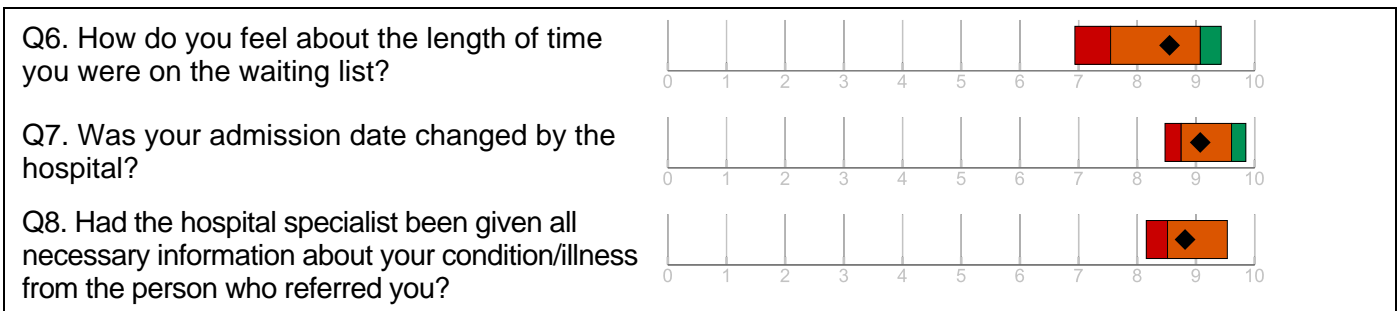 Q6. How do you feel about the length of time
you were on the waiting list?
0 1 2 3 4 5 6 7 8 9 10
Q7. Was your admission date changed by the
hospital?
0 1 2 3 4 5 6 7 8 9 10
Q8. Had the hospital specialist been given all
necessary information about your condition/illness
from the person who referred you?
0 1 2 3 4 5 6 7 8 9 10